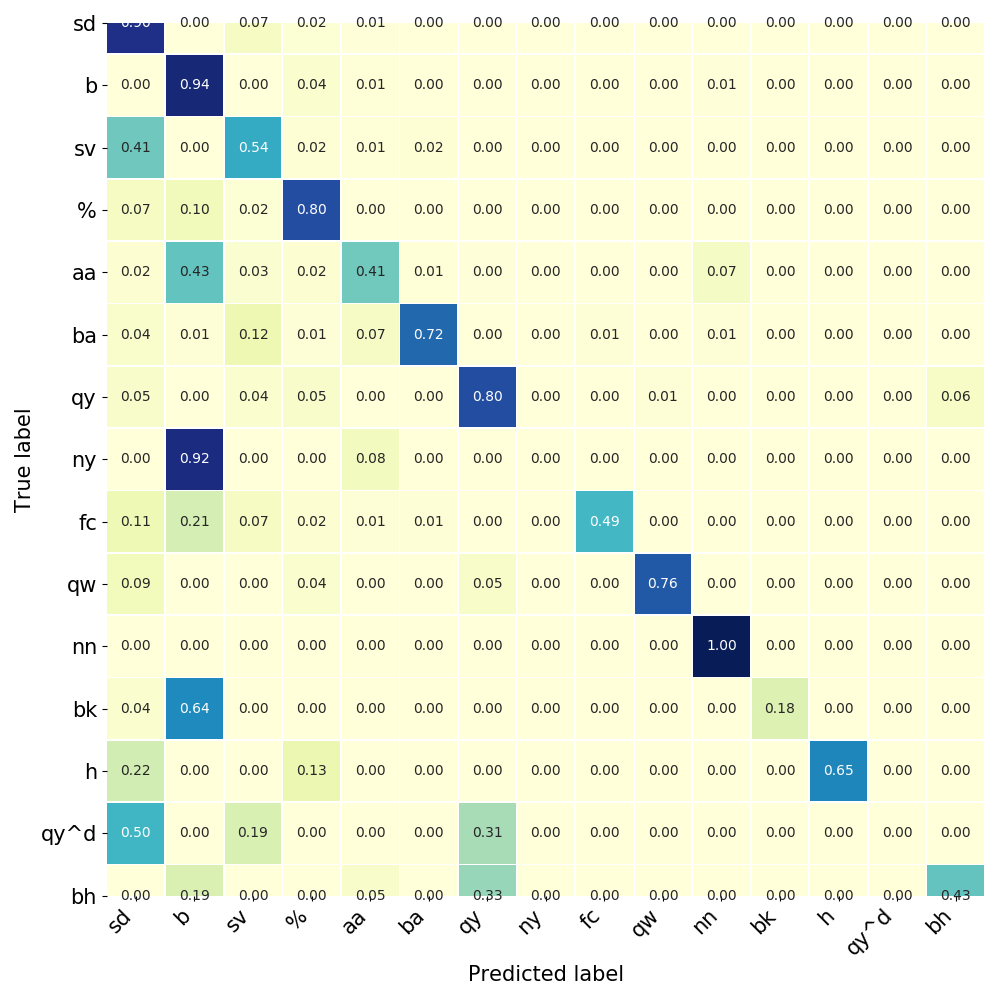 sd 0.90 0.00 0.07 0.02 0.01 0.00 0.00 0.00 0.00 0.00 0.00 0.00 0.00 0.00 0.00
b 0.00 0.94 0.00 0.04 0.01 0.00 0.00 0.00 0.00 0.00 0.01 0.00 0.00 0.00 0.00
sv 0.41 0.00 0.54 0.02 0.01 0.02 0.00 0.00 0.00 0.00 0.00 0.00 0.00 0.00 0.00
% 0.07 0.10 0.02 0.80 0.00 0.00 0.00 0.00 0.00 0.00 0.00 0.00 0.00 0.00 0.00
aa 0.02 0.43 0.03 0.02 0.41 0.01 0.00 0.00 0.00 0.00 0.07 0.00 0.00 0.00 0.00
ba 0.04 0.01 0.12 0.01 0.07 0.72 0.00 0.00 0.01 0.00 0.01 0.00 0.00 0.00 0.00
qy 0.05 0.00 0.04 0.05 0.00 0.00 0.80 0.00 0.00 0.01 0.00 0.00 0.00 0.00 0.06
ny 0.00 0.92 0.00 0.00 0.08 0.00 0.00 0.00 0.00 0.00 0.00 0.00 0.00 0.00 0.00
fc 0.11 0.21 0.07 0.02 0.01 0.01 0.00 0.00 0.49 0.00 0.00 0.00 0.00 0.00 0.00
qw 0.09 0.00 0.00 0.04 0.00 0.00 0.05 0.00 0.00 0.76 0.00 0.00 0.00 0.00 0.00
nn 0.00 0.00 0.00 0.00 0.00 0.00 0.00 0.00 0.00 0.00 1.00 0.00 0.00 0.00 0.00
bk 0.04 0.64 0.00 0.00 0.00 0.00 0.00 0.00 0.00 0.00 0.00 0.18 0.00 0.00 0.00
h 0.22 0.00 0.00 0.13 0.00 0.00 0.00 0.00 0.00 0.00 0.00 0.00 0.65 0.00 0.00
qy^d 0.50 0.00 0.19 0.00 0.00 0.00 0.31 0.00 0.00 0.00 0.00 0.00 0.00 0.00 0.00
bh 0.00 0.19 0.00 0.00 0.05 0.00 0.33 0.00 0.00 0.00 0.00 0.00 0.00 0.00 0.43
sd b sv % aa ba qy ny fc qw nn bk h qy^d bh
True label
Predicted label